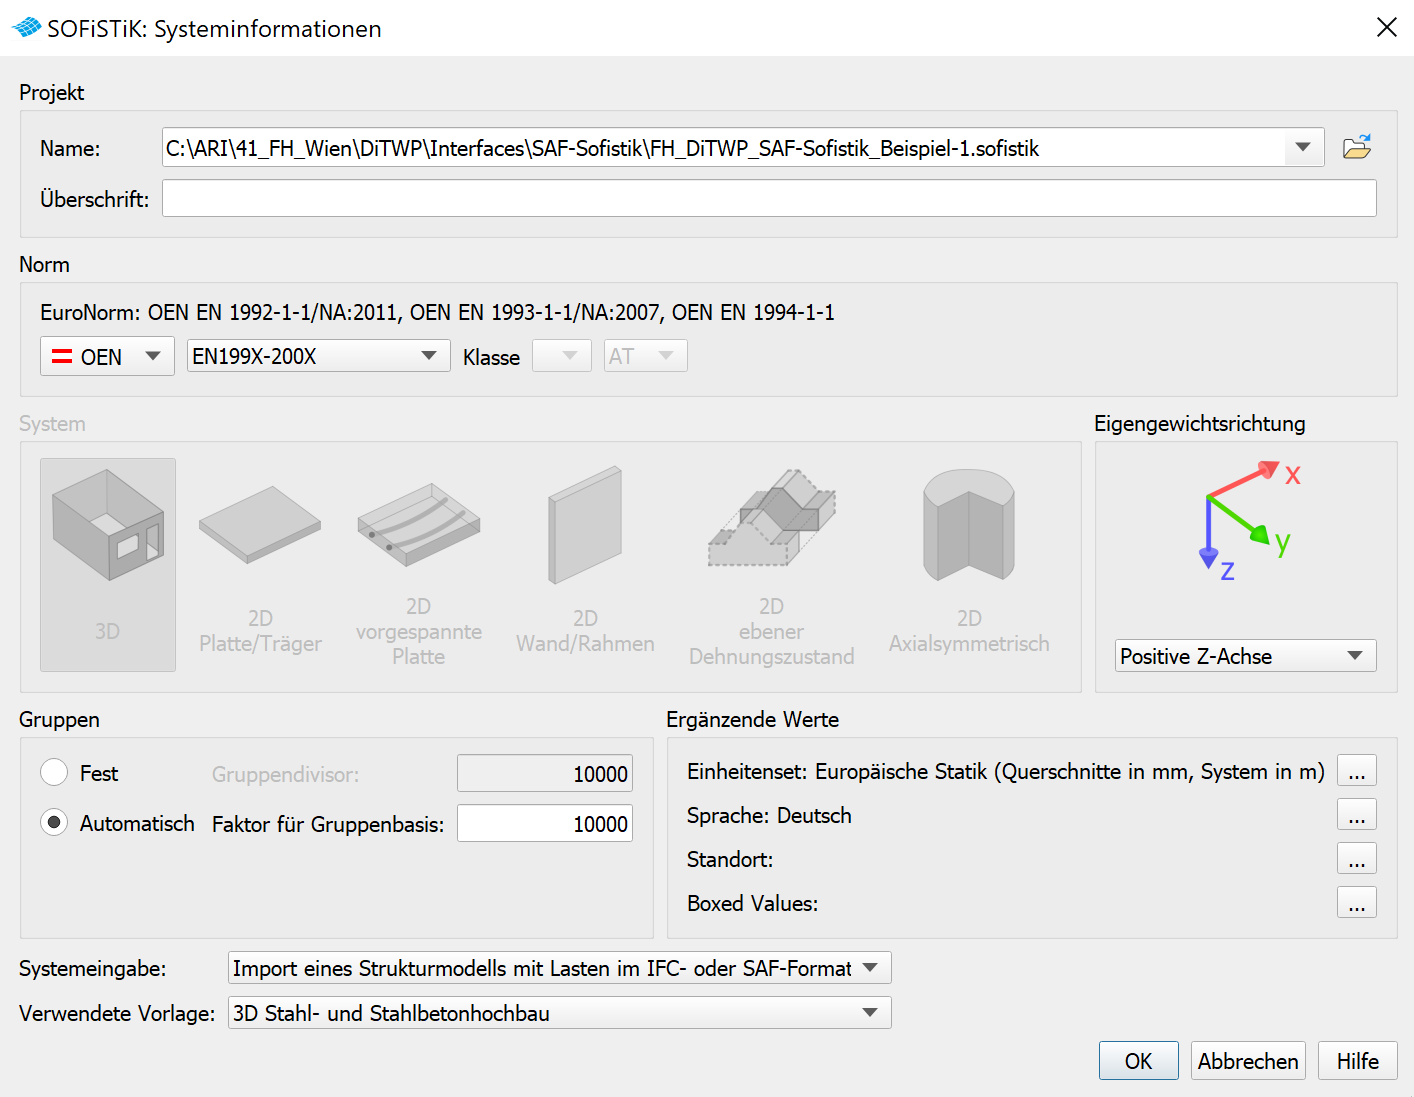 SOFiSTiK: Systeminformationen
Projekt
Name: C:\ARI\41_FH_Wien\DiTWP\Interfaces\SAF-Sofistik\FH_DiTWP_SAF-Sofistik_Beispiel-1.sofistik
Überschrift:
Norm
EuroNorm: OEN EN 1992-1-1/NA:2011, OEN EN 1993-1-1/NA:2007, OEN EN 1994-1-1
OEN EN199X-200X Klasse AT
System
3D
2D
Platte/Träger
2D
vorgespannte
Platte
2D
Wand/Rahmen
2D
ebener
Dehnungszustand
2D
Axialsymmetrisch
Eigengewichtsrichtung
x
y
z
Positive Z-Achse
Gruppen
Fest Gruppendivisor: 10000
Automatisch Faktor für Gruppenbasis: 10000
Ergänzende Werte
Einheitenset: Europäische Statik (Querschnitte in mm, System in m) ...
Sprache: Deutsch ...
Standort: ...
Boxed Values: ...
Systemeingabe: Import eines Strukturmodells mit Lasten im IFC- oder SAF-Format
Verwendete Vorlage: 3D Stahl- und Stahlbetonhochbau
OK Abbrechen Hilfe